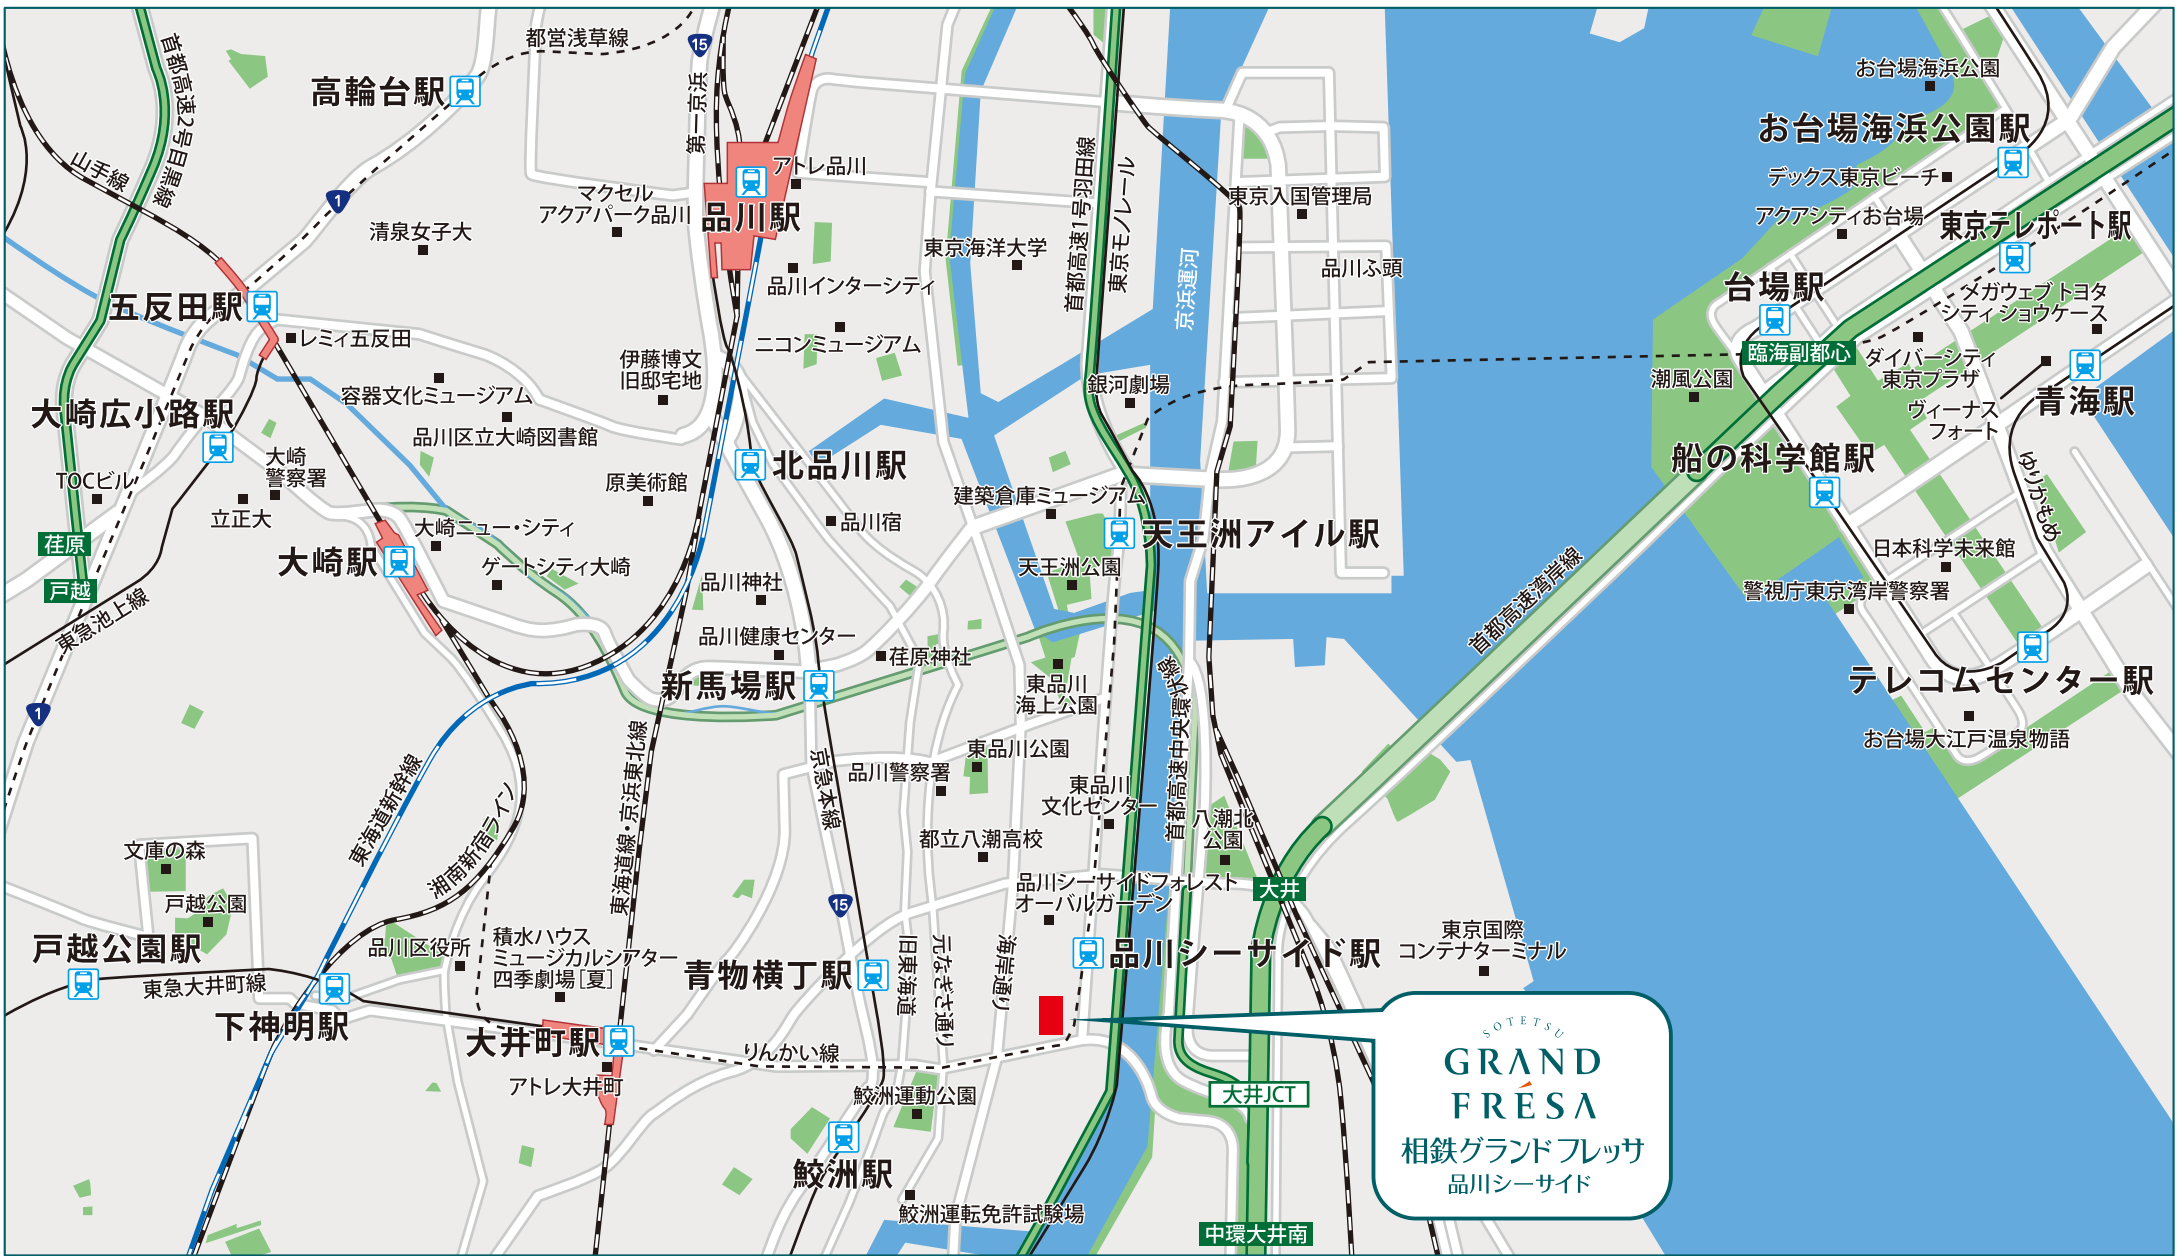 都営浅草線
15
お台場海浜公園
高輪台駅
首都高速2号目黒線
第一京浜
お台場海浜公園駅
山手線
アトレ品川
首都高速1号羽田線
東京モノレール
デックス東京ビーチ
1
マクセル
アクアパーク品川
品川駅
東京入国管理局
アクアシティお台場
東京テレポート駅
清泉女子大
東京海洋大学
京浜運河
品川ふ頭
台場駅
品川インターシティ
メガウェブ トヨタ
シティ ショウケース
五反田駅
レミィ五反田
ニコンミュージアム
臨海副都心
ダイバーシティ
東京プラザ
伊藤博文
旧邸宅地
銀河劇場
潮風公園
青海駅
容器文化ミュージアム
ヴィーナス
フォート
大崎広小路駅
品川区立大崎図書館
船の科学館駅
大崎
警察署
北品川駅
TOCビル
原美術館
建築倉庫ミュージアム
ゆりかもめ
立正大
大崎ニュー・シティ
品川宿
天王洲アイル駅
荏原
大崎駅
ゲートシティ大崎
天王洲公園
日本科学未来館
戸越
品川神社
首都高速湾岸線
警視庁東京湾岸警察署
東急池上線
品川健康センター
荏原神社
新馬場駅
東品川
海上公園
首都高速中央環状線
テレコムセンター駅
1
お台場大江戸温泉物語
東海道新幹線
湘南新宿ライン
東海道線・京浜東北線
京急本線
東品川公園
品川警察署
東品川
文化センター
八潮北
公園
文庫の森
都立八潮高校
戸越公園
15
品川シーサイドフォレスト
オーバルガーデン
大井
戸越公園駅
品川区役所
積水ハウス
ミュージカルシアター
四季劇場[夏]
青物横丁駅
旧東海道
元なぎさ通り
海岸通り
品川シーサイド駅
東京国際
コンテナターミナル
東急大井町線
下神明駅
大井町駅
りんかい線
アトレ大井町
鮫洲運動公園
大井JCT
SOTETSU
GRAND
FRESA
相鉄グランドフレッサ
品川シーサイド
鮫洲駅
鮫洲運転免許試験場
中環大井南